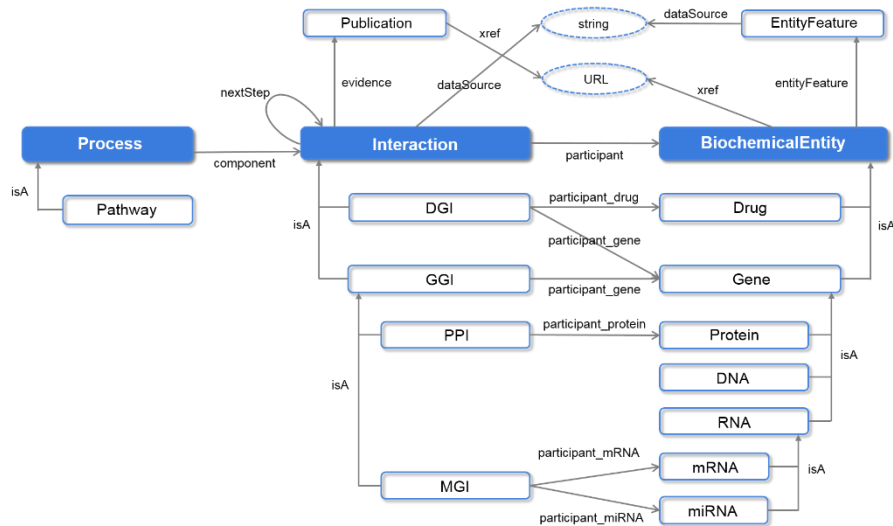 Publication
xref
string
dataSource
EntityFeature
nextStep
evidence
dataSource
URL
xref
entityFeature
Process
component
Interaction
participant
BiochemicalEntity
isA
Pathway
isA
DGI
participant_drug
Drug
isA
participant_gene
GGI
participant_gene
Gene
PPI
participant_protein
Protein
isA
isA
DNA
RNA
participant_mRNA
mRNA
isA
MGI
participant_miRNA
miRNA